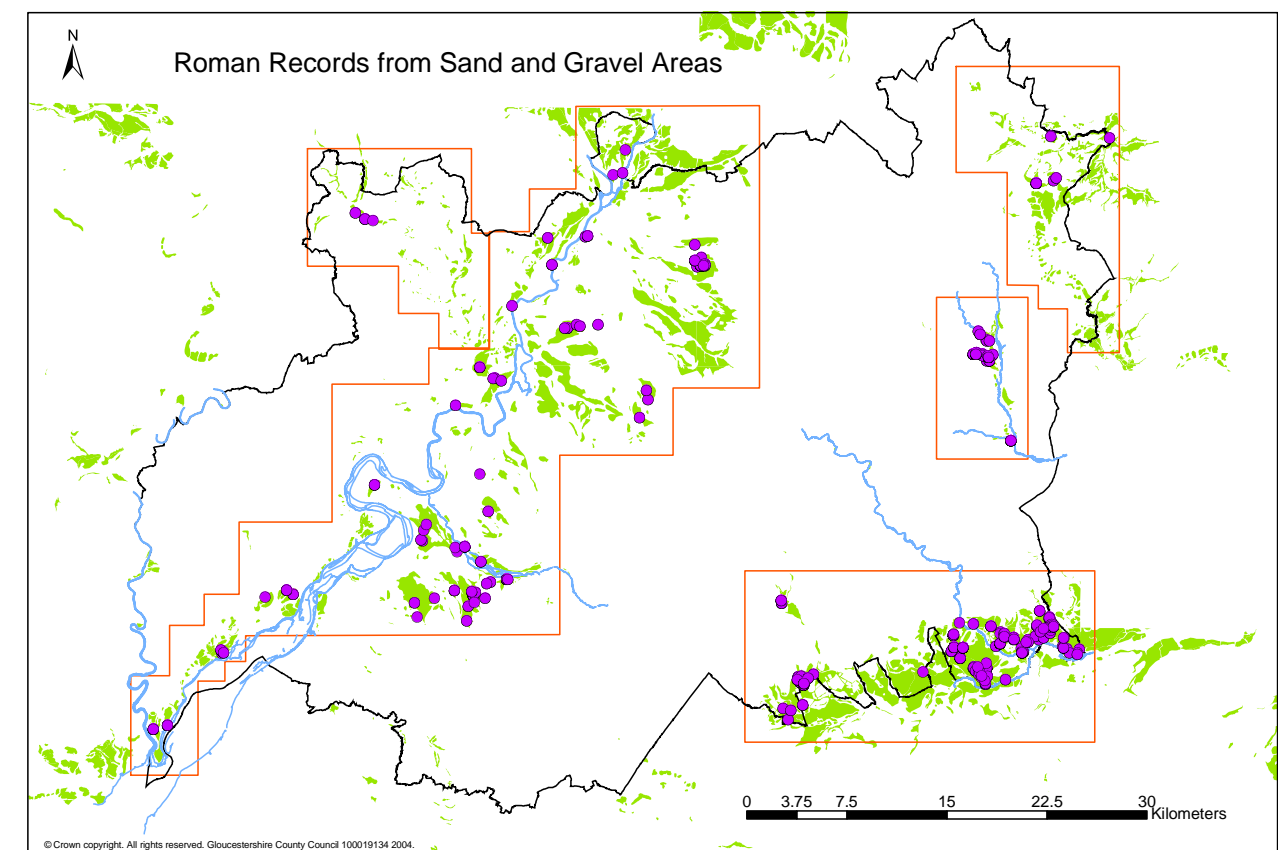 N
Roman Records from Sand and Gravel Areas
0 3.75 7.5 15 22.5 30
Kilometers
© Crown copyright. All rights reserved. Gloucestershire County Council 100019134 2004.